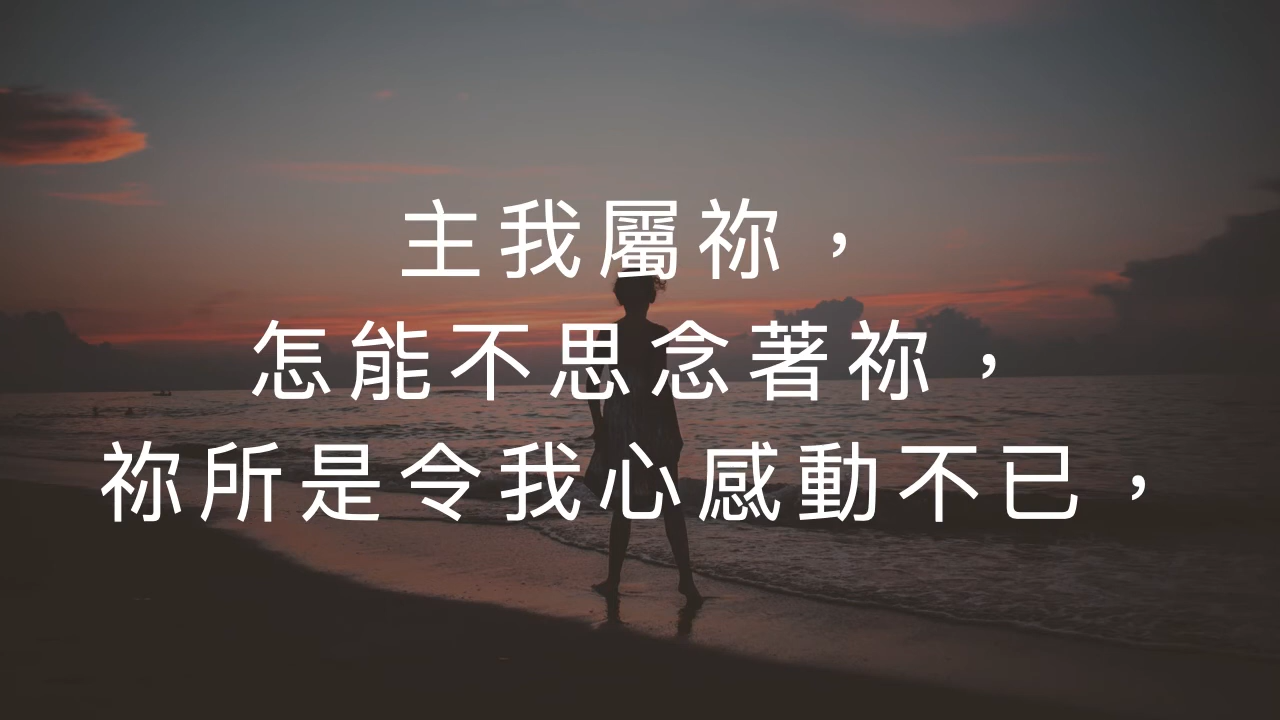 主我屬祢，
怎能不思念著祢，
祢所是令我心感動不已，